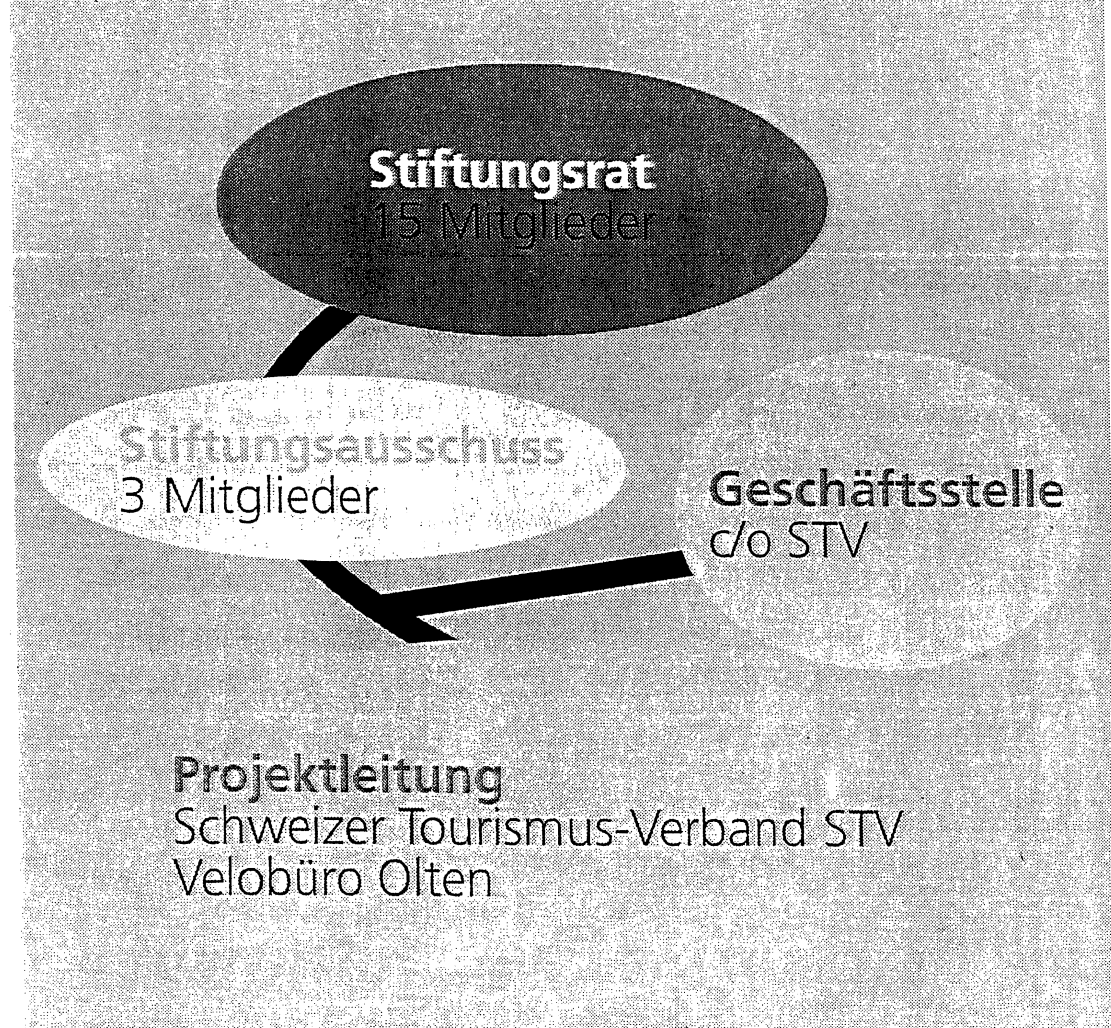 Stiftungsrat
15 Mitglieder
Stiftungsausschuss
3 Mitglieder
Geschäftsstelle
c/o STV
Projektleitung
Schweizer Tourismus-Verband STV
Velobüro Olten